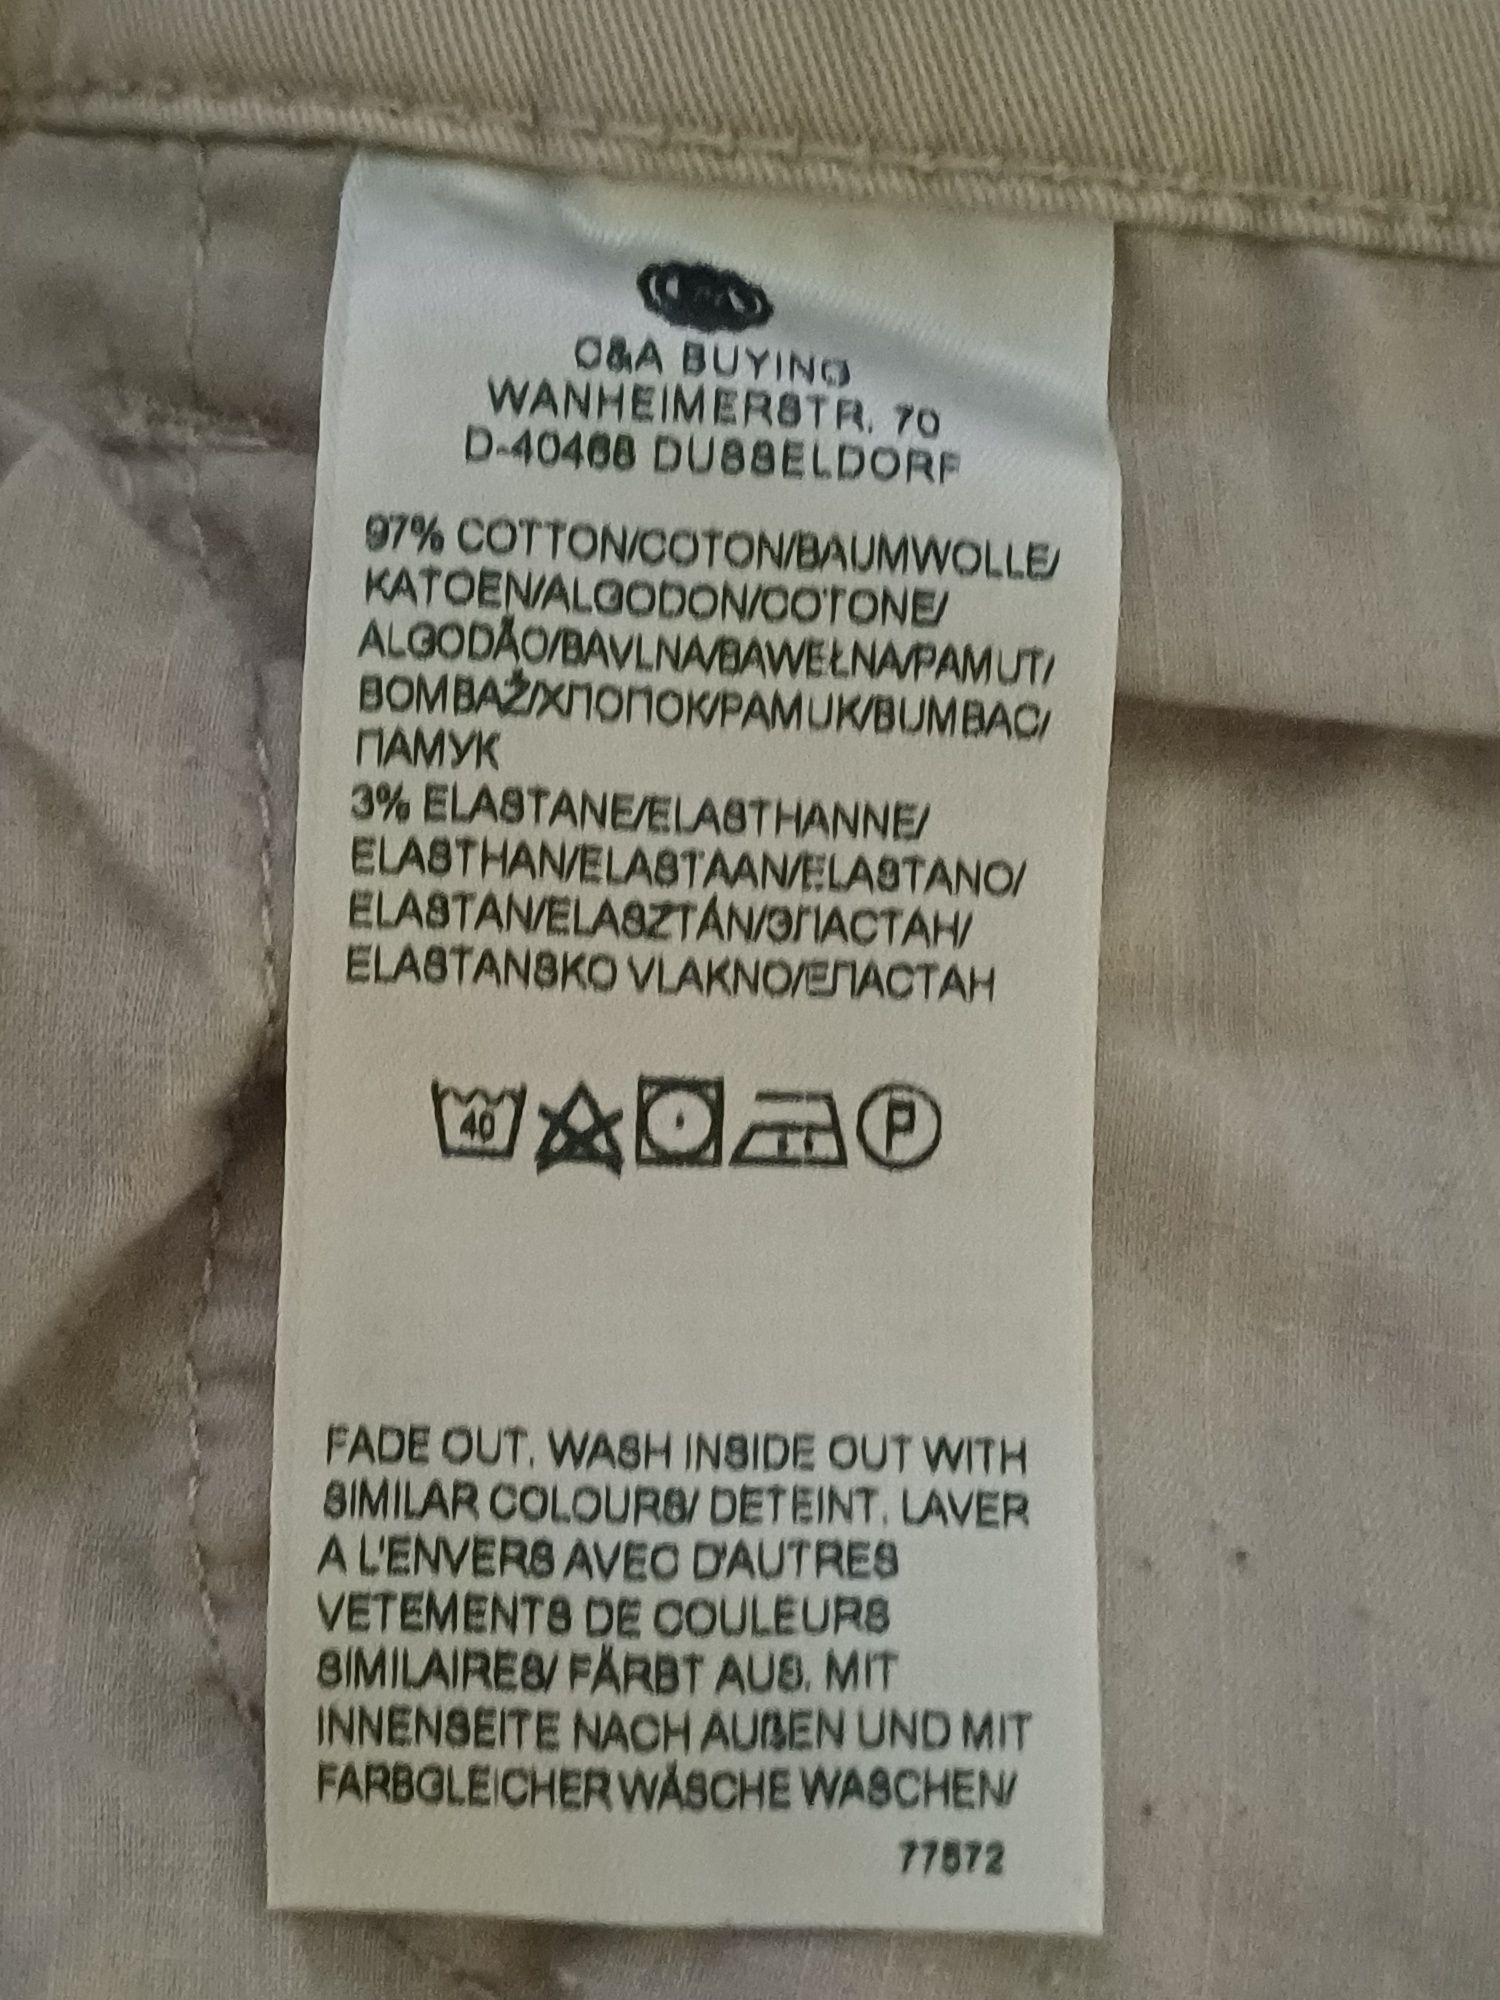 C&A BUYING
WANHEIMERSTR. 70
D-40468 DUSSELDORF
97% COTTON/COTON/BAUMWOLLE/
KATOEN/ALGODON/COTONE/
ALGODÃO/BAVLNA/BAWEŁNA/PAMUT/
BOMBAŽ/ХЛОПОК/PAMUK/BUMBAC/
ПАМУК
3% ELASTANE/ELASTHANNE/
ELASTHAN/ELASTAAN/ELASTANO/
ELASTAN/ELASZTÁN/ЭЛАСТАН/
ELASTANSKO VLAKNO/ЕЛАСТАН
40 P
FADE OUT. WASH INSIDE OUT WITH
SIMILAR COLOURS/ DETEINT. LAVER
A L'ENVERS AVEC D'AUTRES
VETEMENTS DE COULEURS
SIMILAIRES/ FÄRBT AUS. MIT
INNENSEITE NACH AUßEN UND MIT
FARBGLEICHER WÄSCHE WASCHEN/
77572